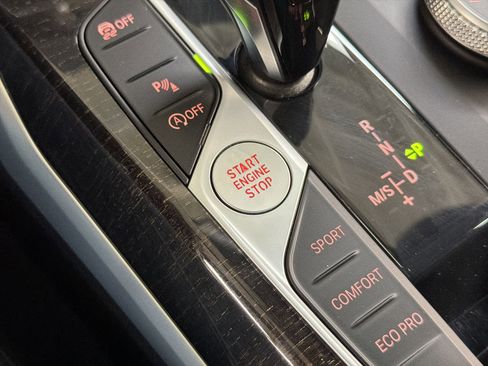 OFF
P
A OFF
START
ENGINE
STOP
SPORT
COMFORT
ECO PRO
R
N
D
P
M/S
+